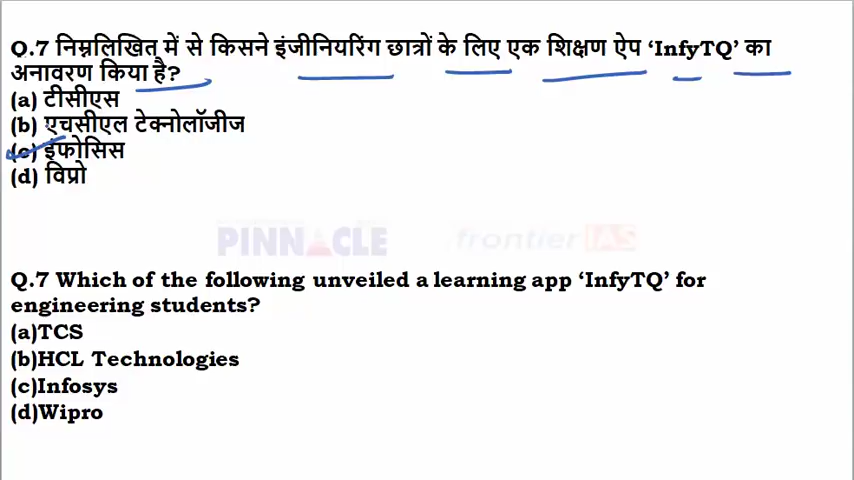 Q.7 निम्नलिखित में से किसने इंजीनियरिंग छात्रों के लिए एक शिक्षण ऐप ‘InfyTQ’ का
अनावरण किया है?
(a) टीसीएस
(b) एचसीएल टेक्नोलॉजीज
(c) इंफोसिस
(d) विप्रो
PINNACLE frontier IAS
Q.7 Which of the following unveiled a learning app ‘InfyTQ’ for
engineering students?
(a)TCS
(b)HCL Technologies
(c)Infosys
(d)Wipro